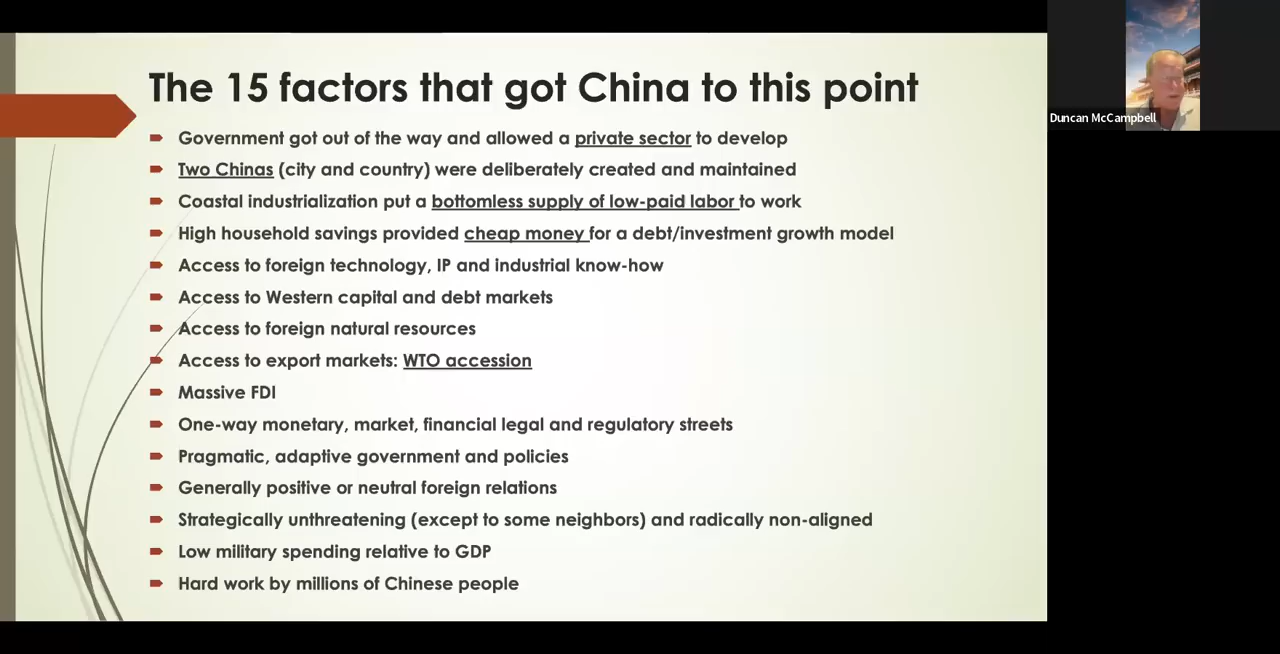 The 15 factors that got China to this point
Government got out of the way and allowed a private sector to develop
Two Chinas (city and country) were deliberately created and maintained
Coastal industrialization put a bottomless supply of low-paid labor to work
High household savings provided cheap money for a debt/investment growth model
Access to foreign technology, IP and industrial know-how
Access to Western capital and debt markets
Access to foreign natural resources
Access to export markets: WTO accession
Massive FDI
One-way monetary, market, financial legal and regulatory streets
Pragmatic, adaptive government and policies
Generally positive or neutral foreign relations
Strategically unthreatening (except to some neighbors) and radically non-aligned
Low military spending relative to GDP
Hard work by millions of Chinese people
Duncan McCampbell